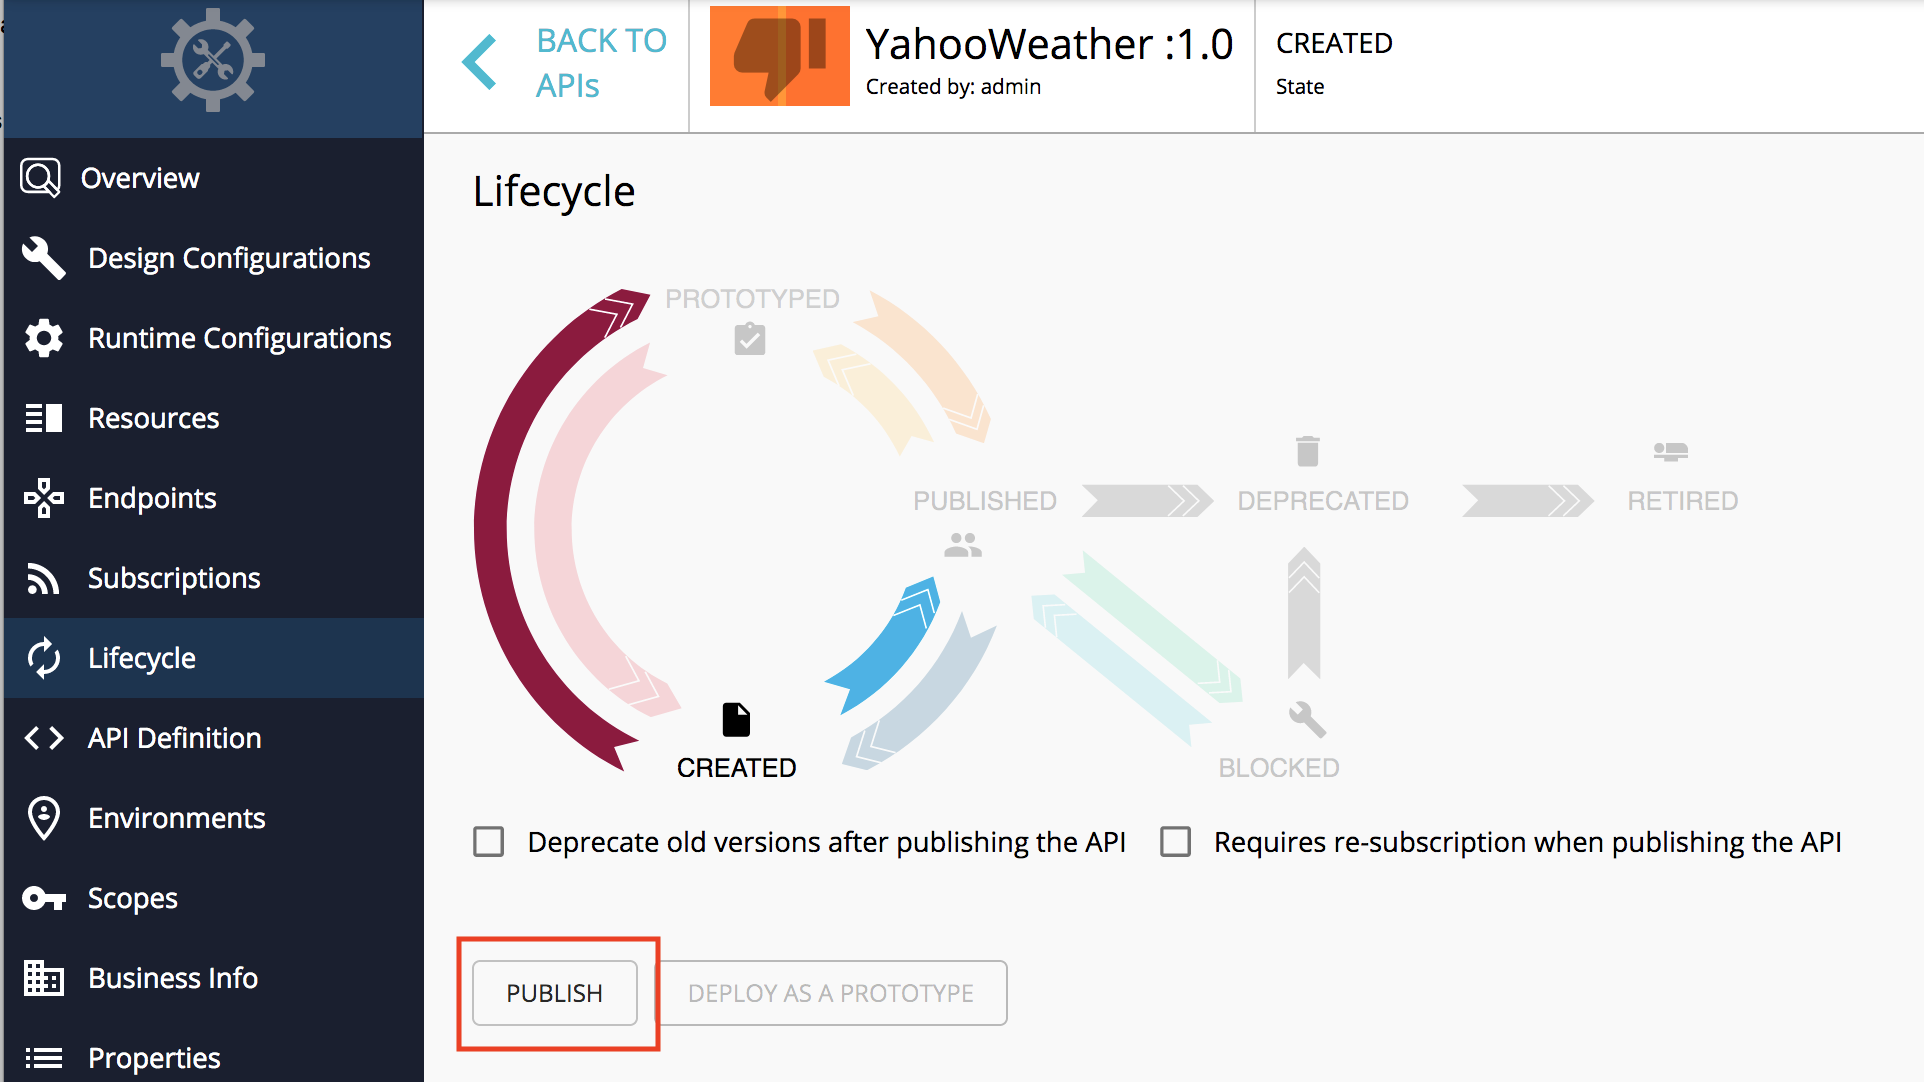 BACK TO
APIs
YahooWeather :1.0
Created by: admin
CREATED
State
Overview
Design Configurations
Runtime Configurations
Resources
Endpoints
Subscriptions
Lifecycle
API Definition
Environments
Scopes
Business Info
Properties
Lifecycle
PROTOTYPED
PUBLISHED
DEPRECATED
RETIRED
CREATED
BLOCKED
Deprecate old versions after publishing the API
Requires re-subscription when publishing the API
PUBLISH
DEPLOY AS A PROTOTYPE